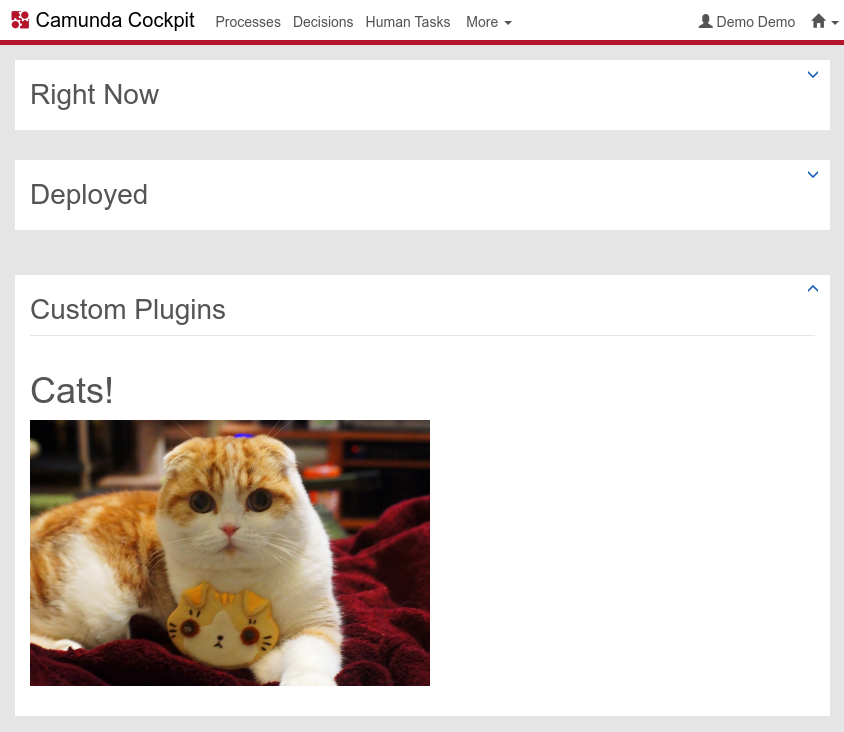 Camunda Cockpit Processes Decisions Human Tasks More Demo Demo
Right Now
Deployed
Custom Plugins
Cats!